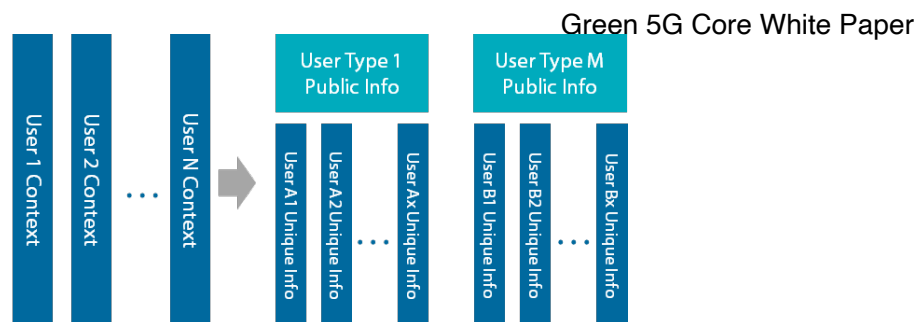 Green 5G Core White Paper
User 1 Context
User 2 Context
...
User N Context
User Type 1
Public Info
User A1 Unique Info
User A2 Unique Info
...
User Ax Unique Info
User Type M
Public Info
User B1 Unique Info
User B2 Unique Info
...
User Bx Unique Info